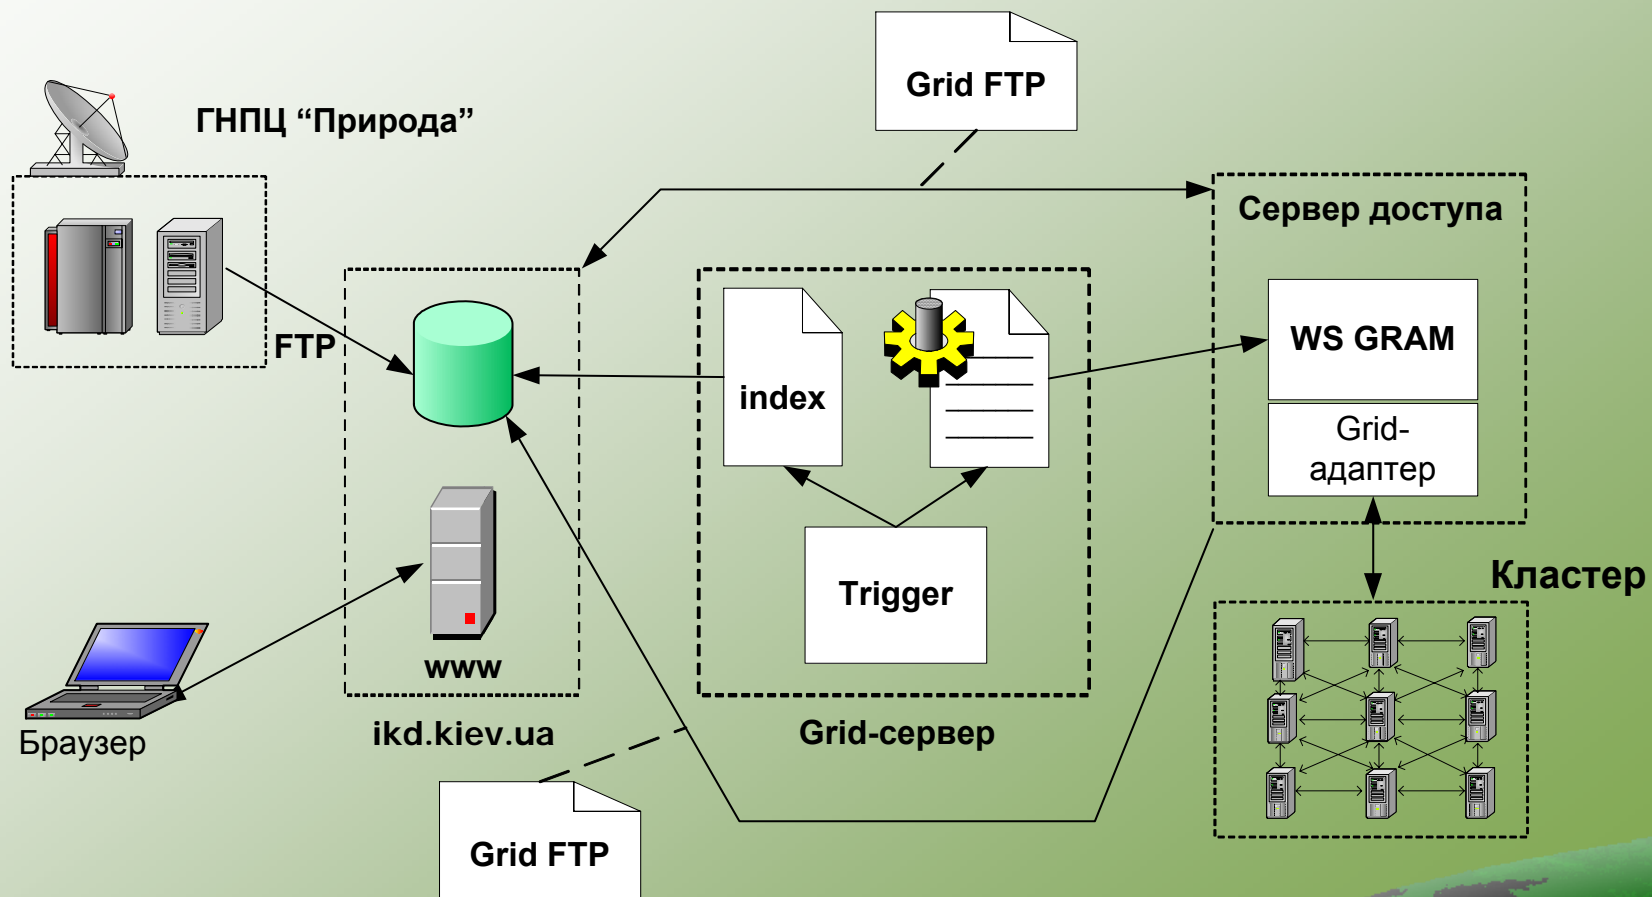 Grid FTP
ГНПЦ “Природа”
Сервер доступа
FTP
WS GRAM
index
Grid-
адаптер
Trigger
Кластер
www
Браузер
ikd.kiev.ua
Grid-сервер
Grid FTP